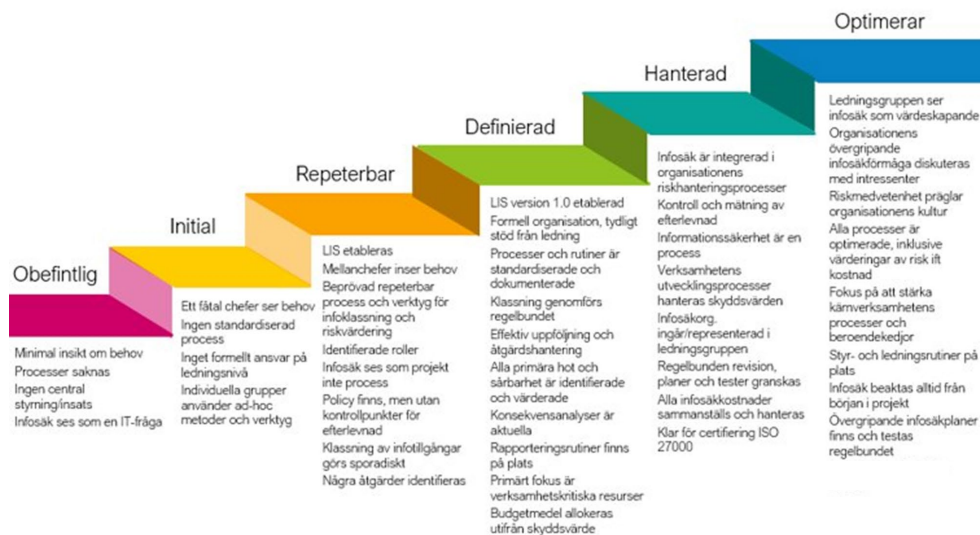 Obefintlig
Minimal insikt om behov
Processer saknas
Ingen central
styrning/insats
Infosäk ses som en IT-fråga
Initial
Ett fåtal chefer ser behov
Ingen standardiserad
process
Inget formellt ansvar på
ledningsnivå
Individuella grupper
använder ad-hoc
metoder och verktyg
Repeterbar
LIS etableras
Mellanchefer inser behov
Beprövad repeterbar
process och verktyg för
infoklassning och
riskvärdering
Identifierade roller
Infosäk ses som projekt
inte process
Policy finns, men utan
kontrollpunkter för
efterlevnad
Klassning av infotillgångar
görs sporadiskt
Några åtgärder identifieras
Definierad
LIS version 1.0 etablerad
Formell organisation, tydligt
stöd från ledning
Processer och rutiner är
standardiserade och
dokumenterade
Klassning genomförs
regelbundet
Effektiv uppföljning och
åtgärdshantering
Alla primära hot och
sårbarhet är identifierade
och värderade
Konsekvensanalyser är
aktuella
Rapporteringsrutiner finns
på plats
Primärt fokus är
verksamhetskritiska resurser
Budgetmedel allokeras
utifrån skyddsvärde
Hanterad
Infosäk är integrerad i
organisationens
riskhanteringsprocesser
Kontroll och mätning av
efterlevnad
Informationssäkerhet är en
process
Verksamhetens
utvecklingsprocesser
hanteras skyddsvärden
Infosäkorg.
ingår/representerad i
ledningsgruppen
Regelbunden revision,
planer och tester granskas
Alla infosäkkostnader
sammanställs och hanteras
Klar för certifiering ISO
27000
Optimerar
Ledningsgruppen ser
infosäk som värdeskapande
Organisationens
övergripande
infosäkförmåga diskuteras
med intressenter
Riskmedvetenhet präglar
organisationens kultur
Alla processer är
optimerade, inklusive
värderingar av risk ift
kostnad
Fokus på att stärka
kärnverksamhetens
processer och
beroendekedjor
Styr- och ledningsrutiner på
plats
Infosäk beaktas alltid från
början i projekt
Övergripande infosäkplaner
finns och testas
regelbundet